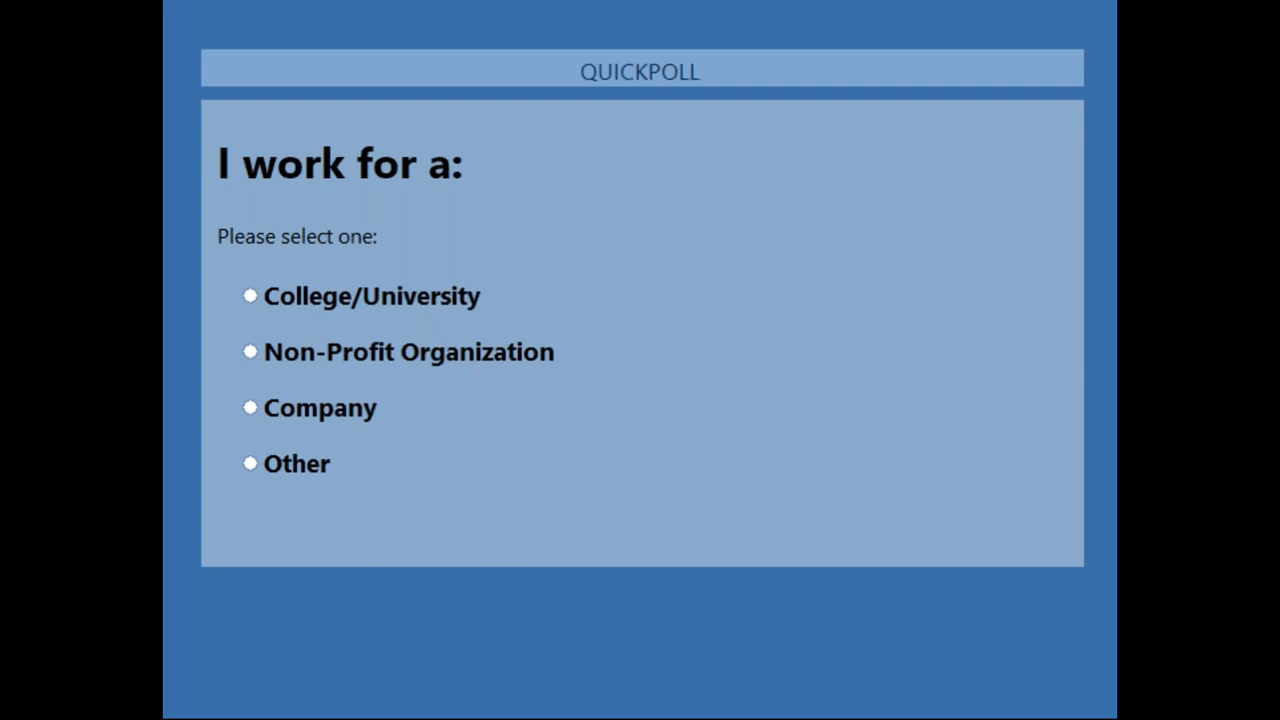 QUICKPOLL
I work for a:
Please select one:
College/University
Non-Profit Organization
Company
Other